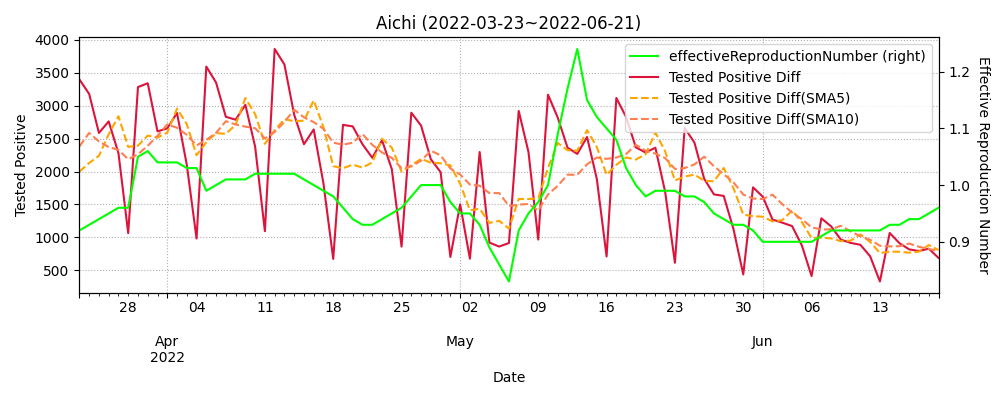 Aichi (2022-03-23~2022-06-21)
effectiveReproductionNumber (right)
Tested Positive Diff
Tested Positive Diff(SMA5)
Tested Positive Diff(SMA10)
Tested Positive
4000
3500
3000
2500
2000
1500
1000
500
1.2
1.1
1.0
0.9
Effective Reproduction Number
28 04 11 18 25 02 09 16 23 30 06 13
Apr May Jun
2022
Date